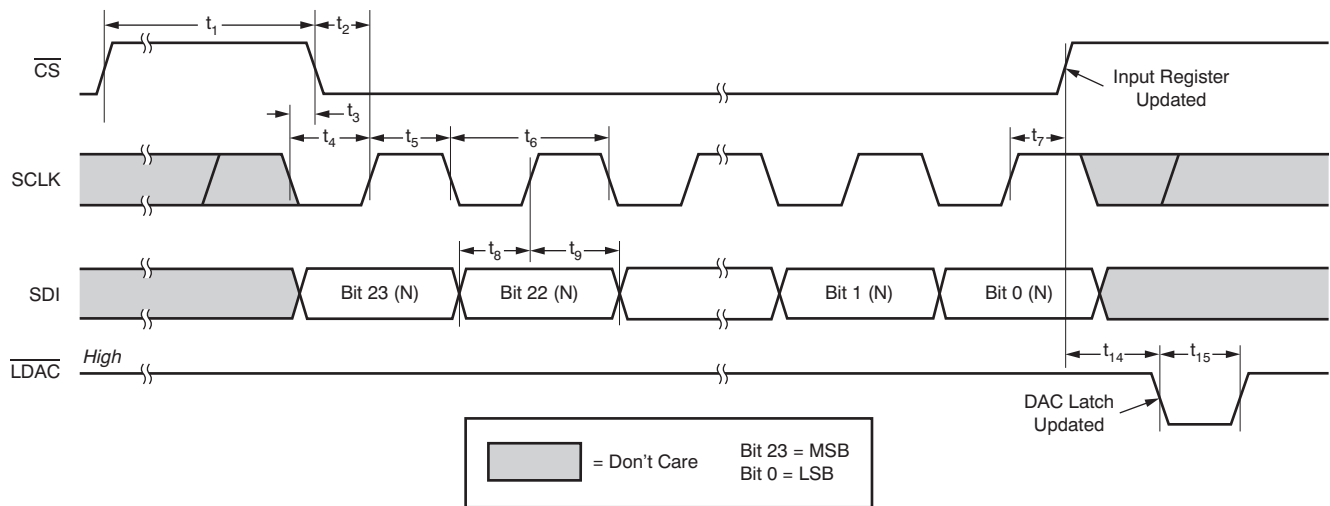 t1
t2
CS
Input Register
Updated
t3
t4
t5
t6
t7
SCLK
t8
t9
SDI
Bit 23 (N)
Bit 22 (N)
Bit 1 (N)
Bit 0 (N)
High
LDAC
t14
t15
DAC Latch
Updated
= Don't Care
Bit 23 = MSB
Bit 0 = LSB